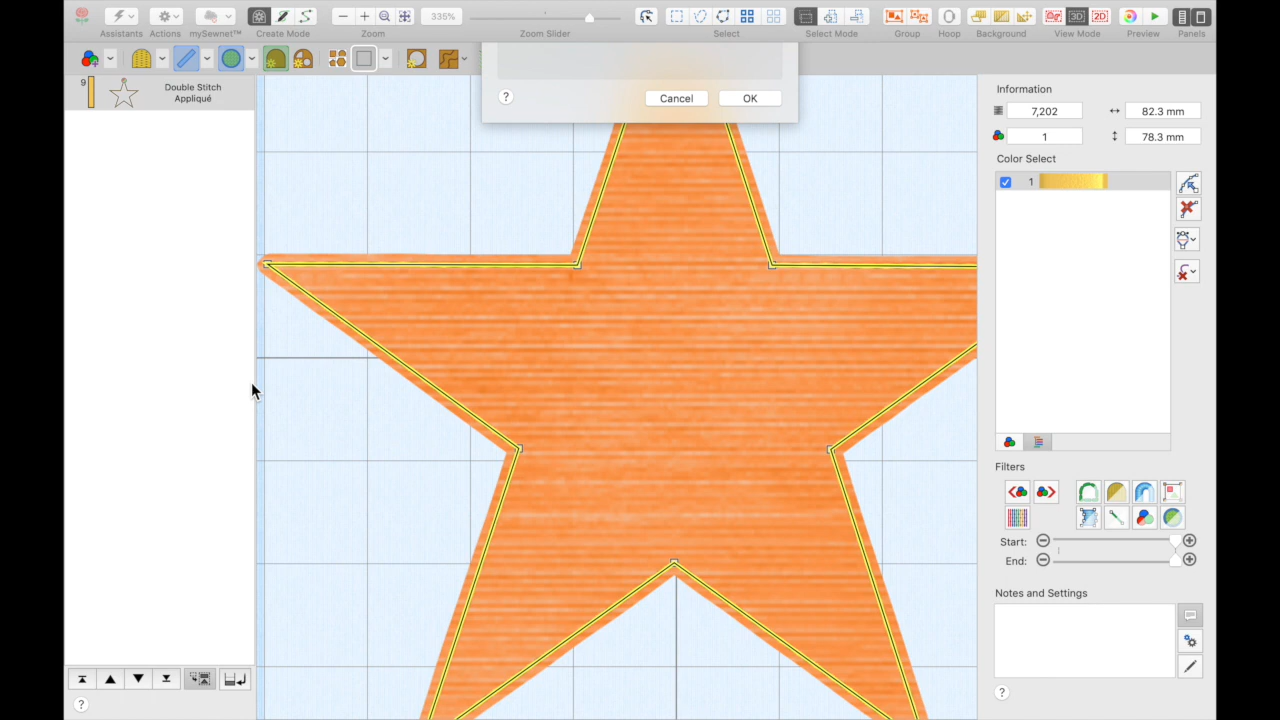 335%
Assistants Actions mySewnet™ Create Mode Zoom Zoom Slider Select Select Mode Group Hoop Background View Mode Preview Panels
3D 2D
9 Double Stitch
Appliqué
? Cancel OK
Information
7,202 82.3 mm
1 78.3 mm
Color Select
1
Filters
Start:
End:
Notes and Settings
?
?